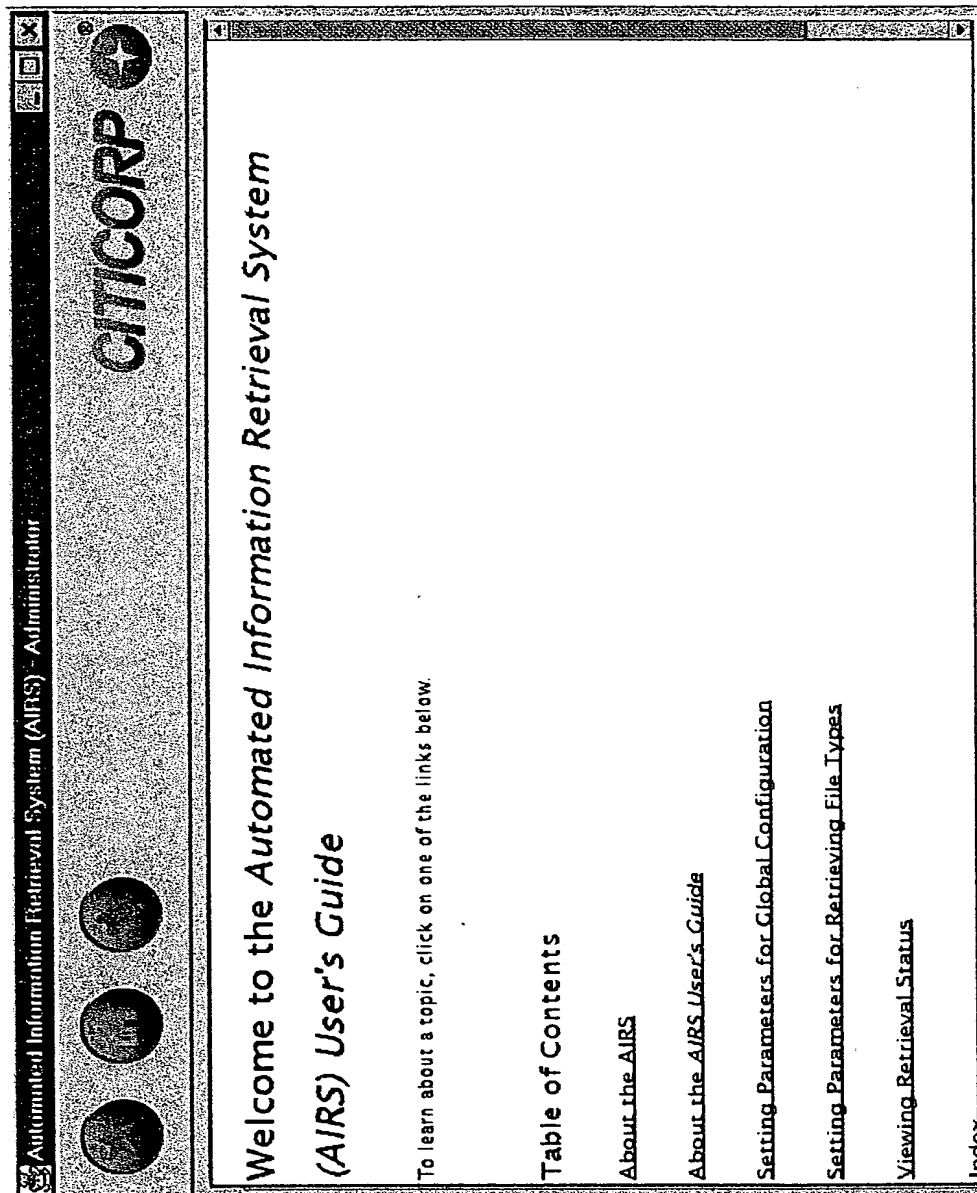 Automated Information Retrieval System (AIRS) - Administrator
CITICORP ®
Welcome to the Automated Information Retrieval System
(AIRS) User's Guide
To learn about a topic, click on one of the links below.
Table of Contents
About the AIRS
About the AIRS User's Guide
Setting Parameters for Global Configuration
Setting Parameters for Retrieving File Types
Viewing Retrieval Status
Index